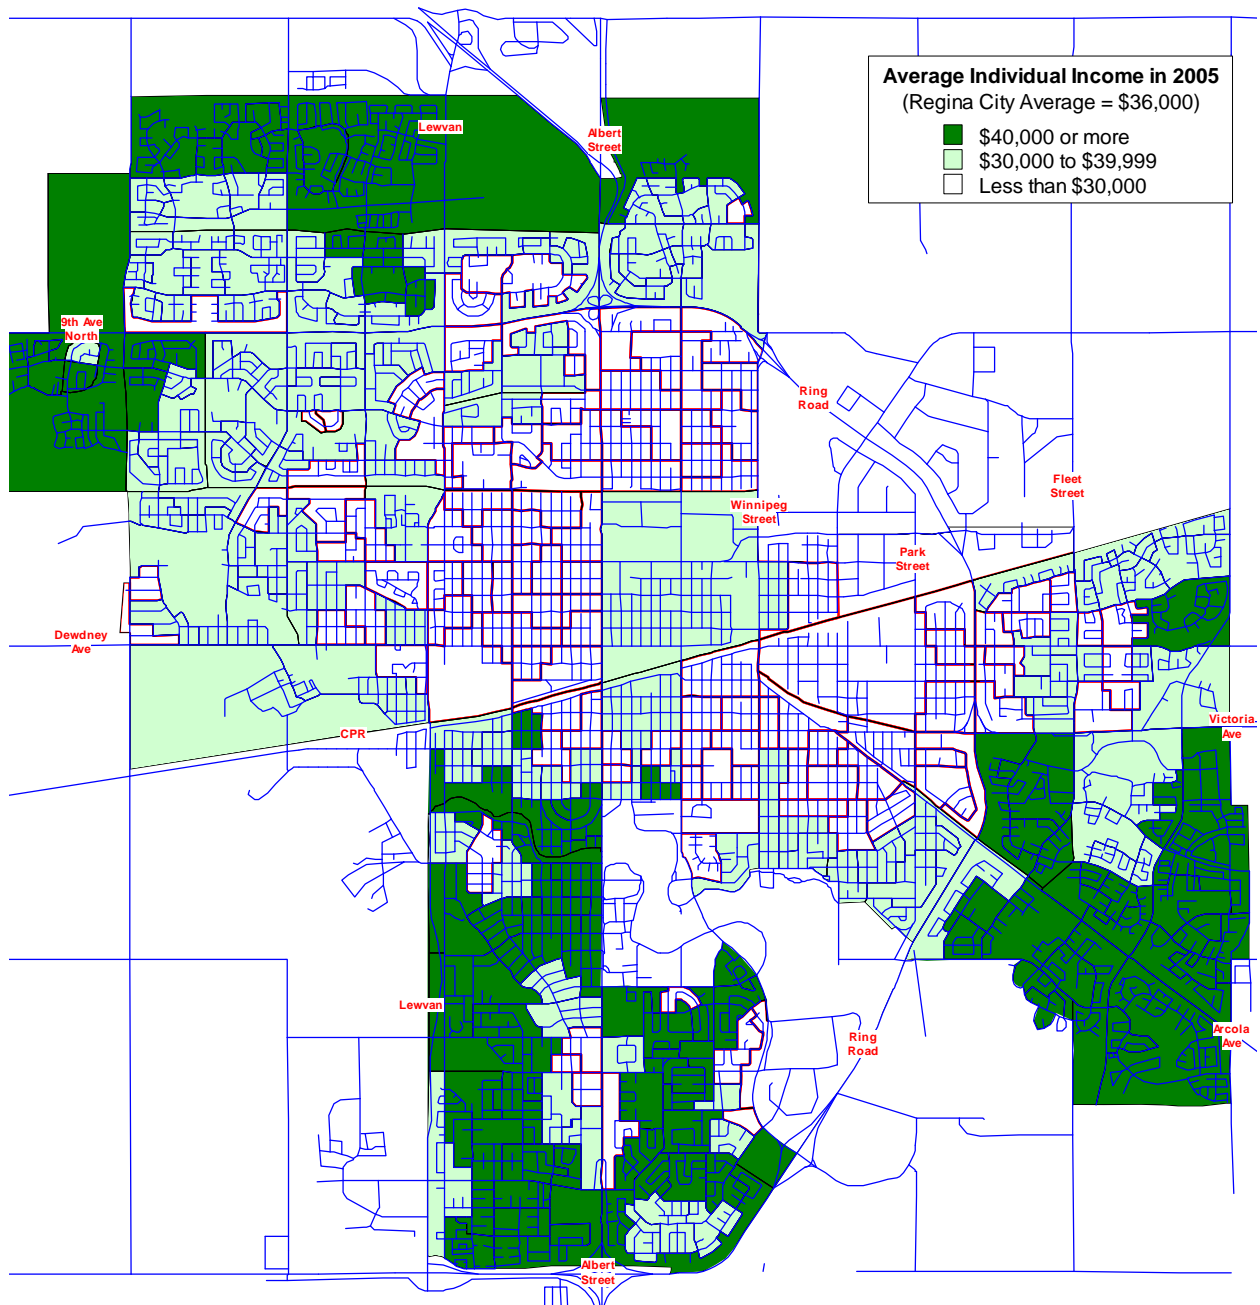 Average Individual Income in 2005
(Regina City Average = $36,000)
$40,000 or more
$30,000 to $39,999
Less than $30,000
Lewvan
Albert
Street
9th Ave
North
Ring
Road
Fleet
Street
Winnipeg
Street
Park
Street
Dewdney
Ave
CPR
Victoria
Ave
Lewvan
Ring
Road
Arcola
Ave
Albert
Street